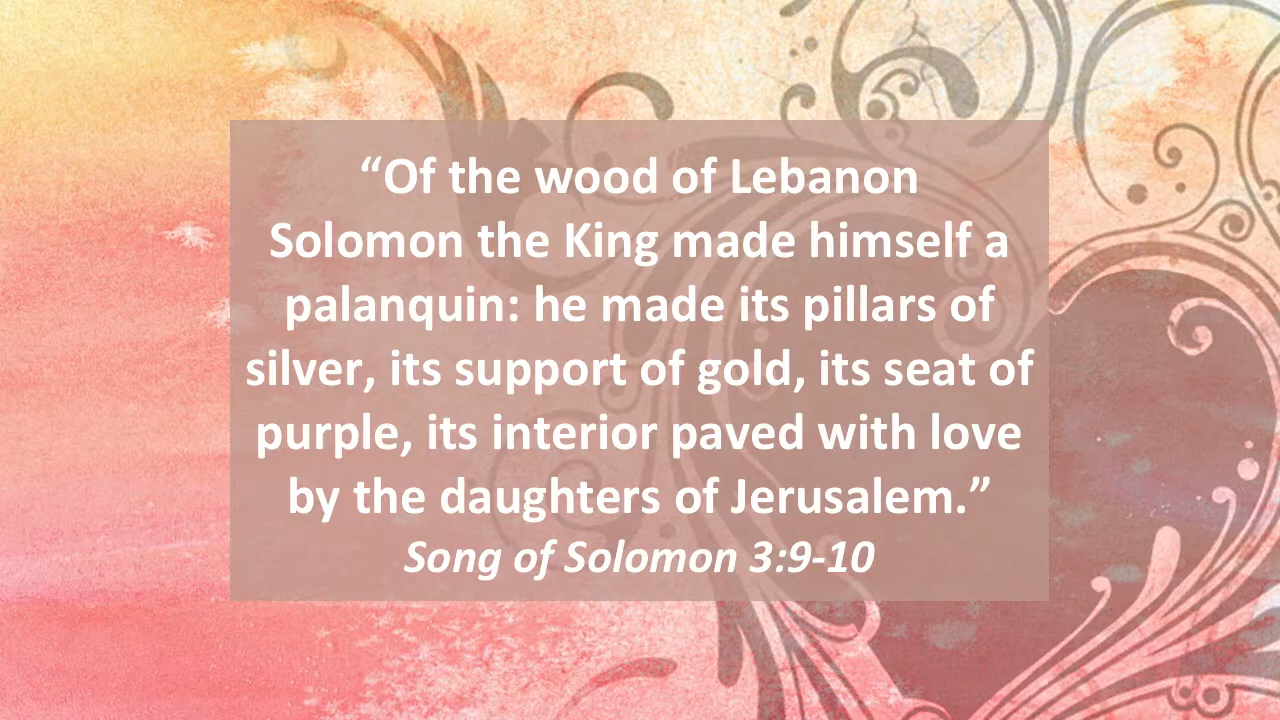 “Of the wood of Lebanon
Solomon the King made himself a
palanquin: he made its pillars of
silver, its support of gold, its seat of
purple, its interior paved with love
by the daughters of Jerusalem.”
Song of Solomon 3:9-10